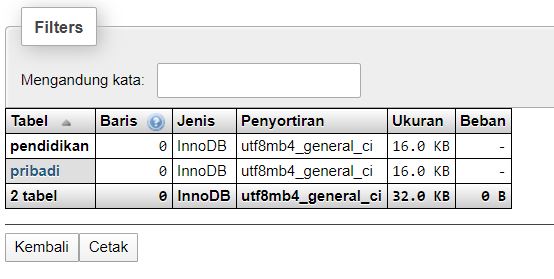 Filters
Mengandung kata:
Tabel Baris Jenis Penyortiran Ukuran Beban
pendidikan 0 InnoDB utf8mb4_general_ci 16.0 KB -
pribadi 0 InnoDB utf8mb4_general_ci 16.0 KB -
2 tabel 0 InnoDB utf8mb4_general_ci 32.0 KB 0 B
Kembali Cetak